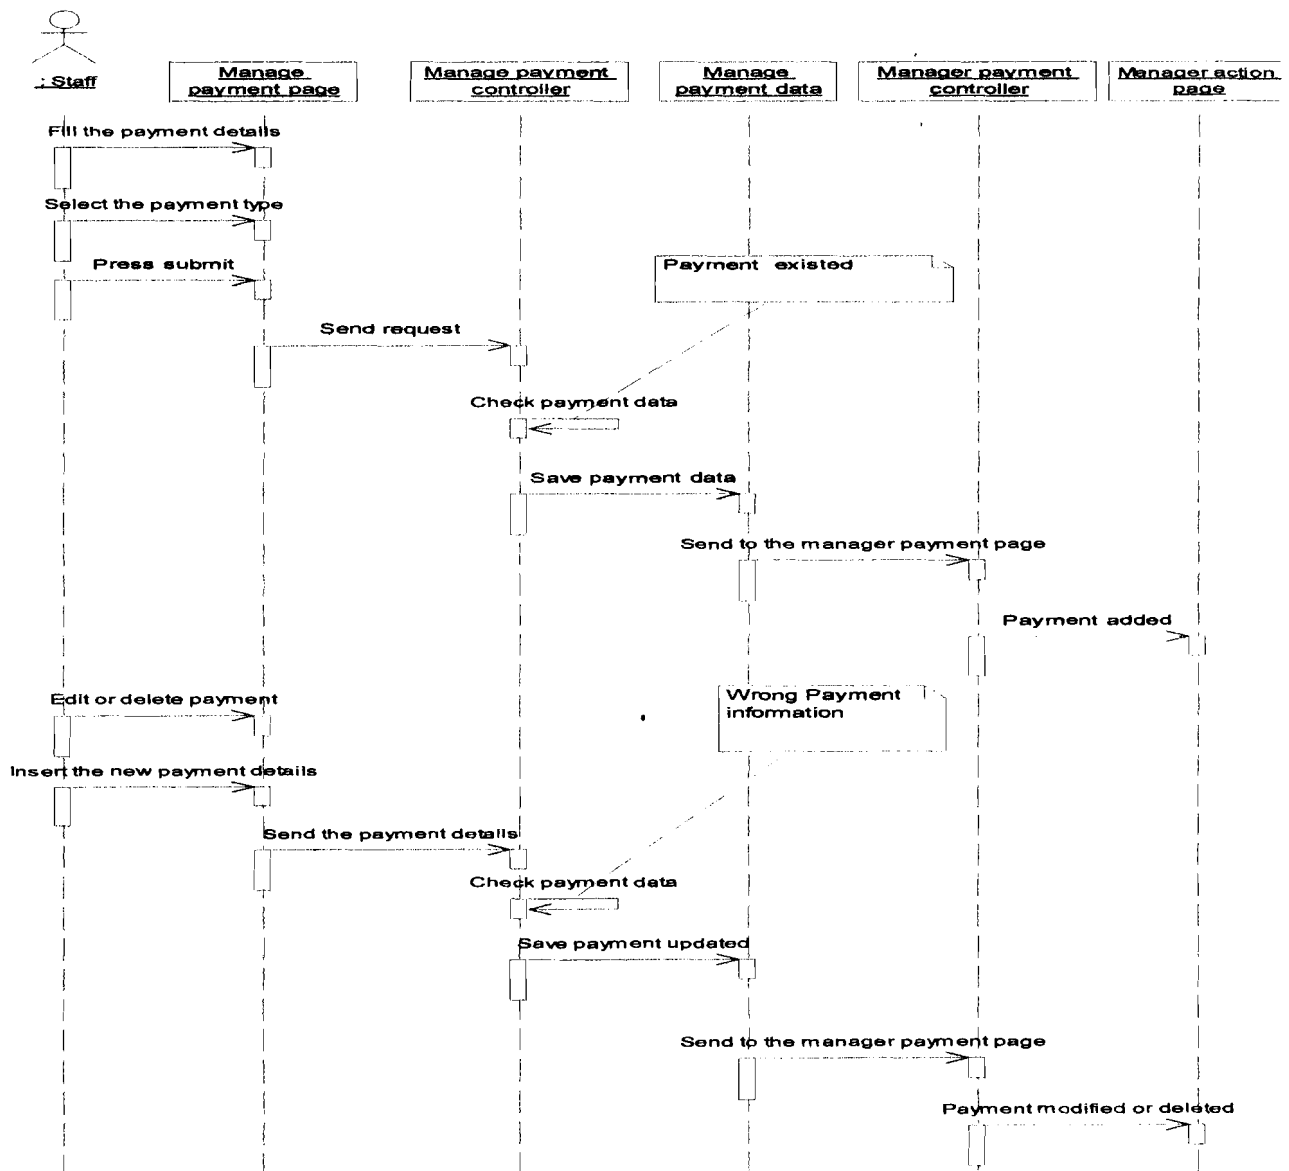 : Staff
Manage
payment page
Manage payment
controller
Manage
payment data
Manager payment
controller
Manager action
page
Fill the payment details
Select the payment type
Press submit
Payment existed
Send request
Check payment data
Save payment data
Send to the manager payment page
Payment added
Edit or delete payment
Wrong Payment
information
Insert the new payment details
Send the payment details
Check payment data
Save payment updated
Send to the manager payment page
Payment modified or deleted